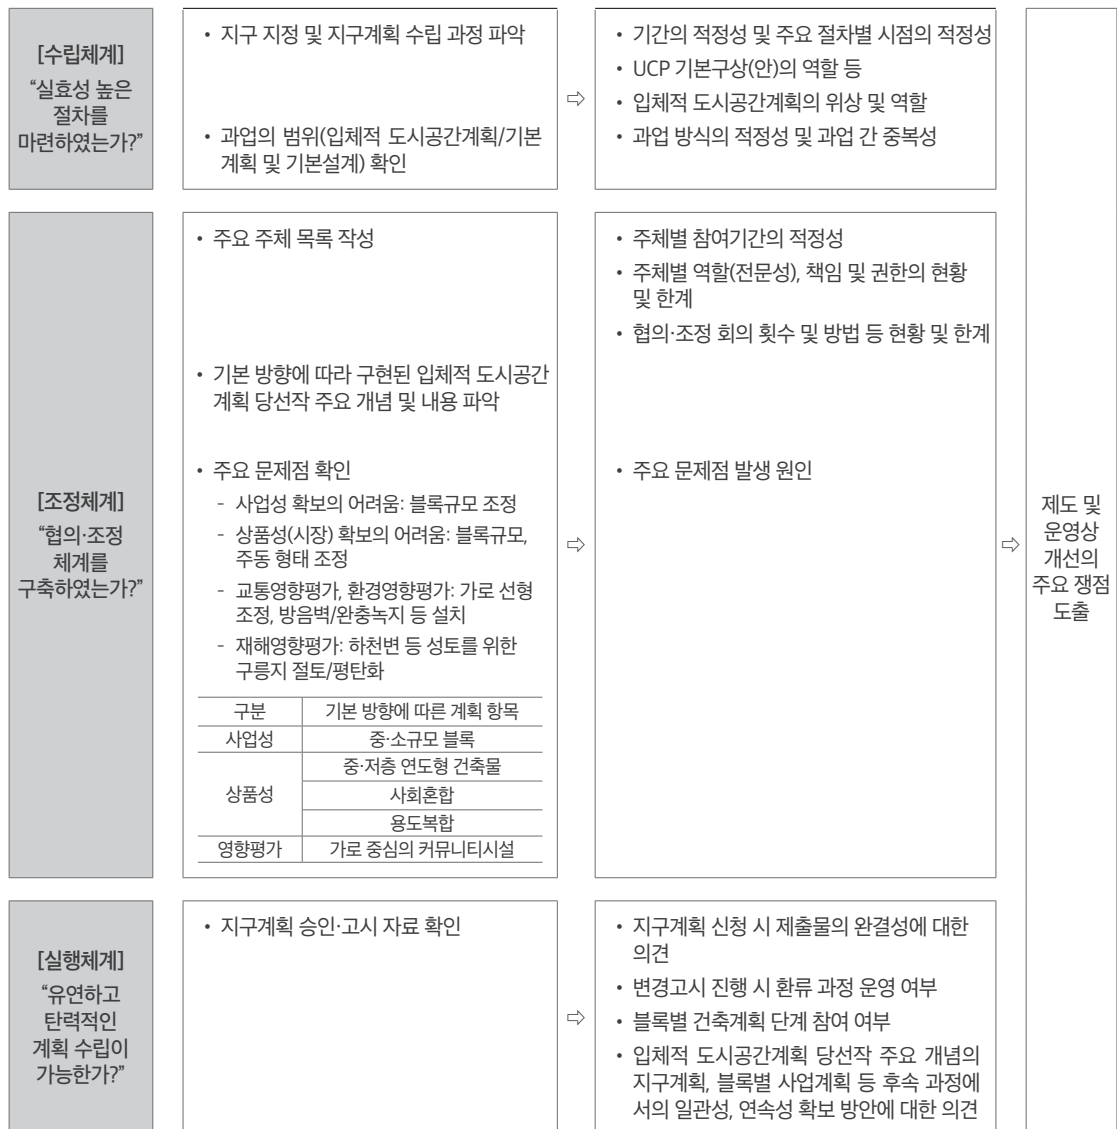 [수립체계]
“실효성 높은
절차를
마련하였는가?”
• 지구 지정 및 지구계획 수립 과정 파악
• 과업의 범위(입체적 도시공간계획/기본
계획 및 기본설계) 확인
⇨
• 기간의 적정성 및 주요 절차별 시점의 적정성
• UCP 기본구상(안)의 역할 등
• 입체적 도시공간계획의 위상 및 역할
• 과업 방식의 적정성 및 과업 간 중복성
[조정체계]
“협의·조정
체계를
구축하였는가?”
• 주요 주체 목록 작성
• 기본 방향에 따라 구현된 입체적 도시공간
계획 당선작 주요 개념 및 내용 파악
• 주요 문제점 확인
- 사업성 확보의 어려움: 블록규모 조정
- 상품성(시장) 확보의 어려움: 블록규모,
주동 형태 조정
- 교통영향평가, 환경영향평가: 가로 선형
조정, 방음벽/완충녹지 등 설치
- 재해영향평가: 하천변 등 성토를 위한
구릉지 절토/평탄화
구분 기본 방향에 따른 계획 항목
사업성 중·소규모 블록
상품성 중·저층 연도형 건축물
사회혼합
용도복합
영향평가 가로 중심의 커뮤니티시설
⇨
• 주체별 참여기간의 적정성
• 주체별 역할(전문성), 책임 및 권한의 현황
및 한계
• 협의·조정 회의 횟수 및 방법 등 현황 및 한계
• 주요 문제점 발생 원인
[실행체계]
“유연하고
탄력적인
계획 수립이
가능한가?”
• 지구계획 승인·고시 자료 확인
⇨
• 지구계획 신청 시 제출물의 완결성에 대한
의견
• 변경고시 진행 시 환류 과정 운영 여부
• 블록별 건축계획 단계 참여 여부
• 입체적 도시공간계획 당선작 주요 개념의
지구계획, 블록별 사업계획 등 후속 과정에
서의 일관성, 연속성 확보 방안에 대한 의견
⇨
제도 및
운영상
개선의
주요 쟁점
도출